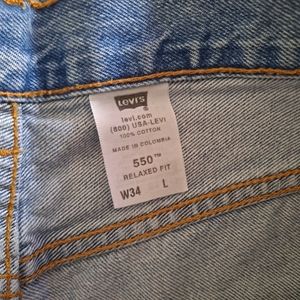 Levi's
levi.com
(800) USA-LEVI
100% COTTON
MADE IN COLOMBIA
550™
RELAXED FIT
W34 L